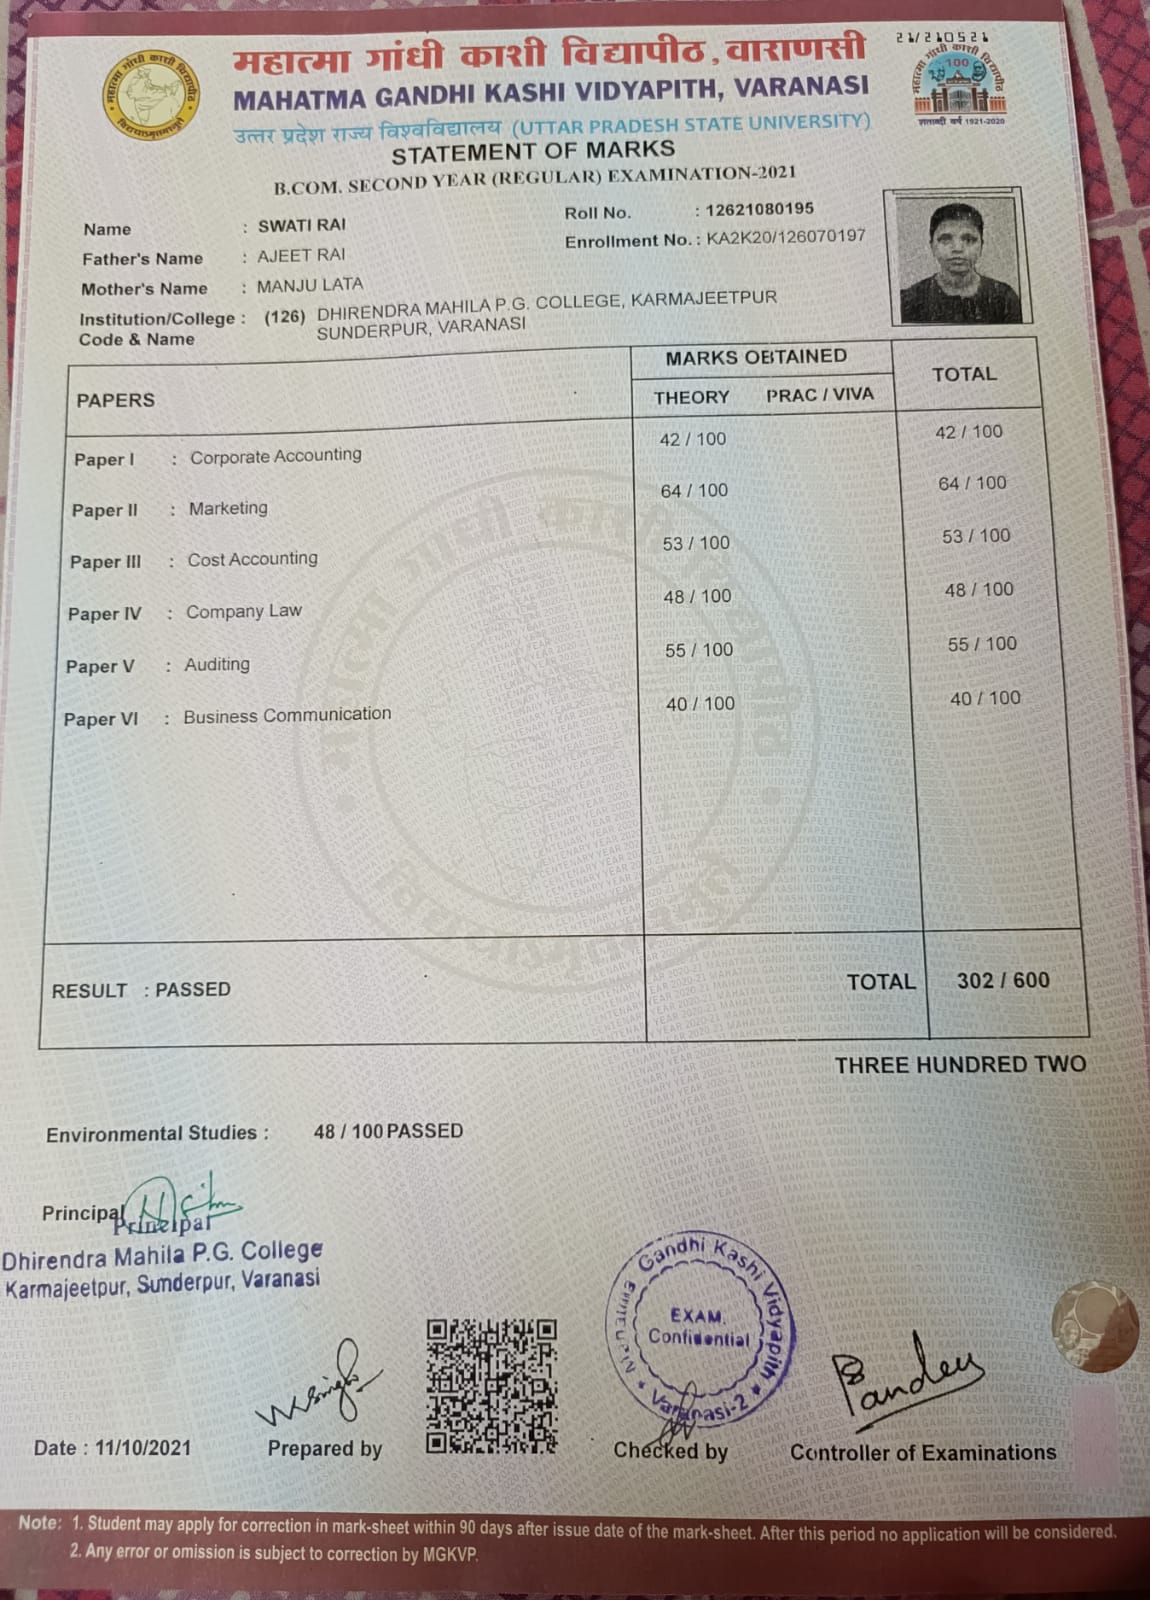 21/210521
महात्मा गांधी काशी विद्यापीठ, वाराणसी
MAHATMA GANDHI KASHI VIDYAPITH, VARANASI
उत्तर प्रदेश राज्य विश्वविद्यालय (UTTAR PRADESH STATE UNIVERSITY)
100
शताब्दी वर्ष 1921-2020
STATEMENT OF MARKS
B.COM. SECOND YEAR (REGULAR) EXAMINATION-2021
Name : SWATI RAI
Roll No. : 12621080195
Father's Name : AJEET RAI
Enrollment No. : KA2K20/126070197
Mother's Name : MANJU LATA
Institution/College : (126) DHIRENDRA MAHILA P.G. COLLEGE, KARMAJEETPUR
Code & Name SUNDERPUR, VARANASI
PAPERS MARKS OBTAINED TOTAL
THEORY PRAC / VIVA
Paper I : Corporate Accounting 42 / 100 42 / 100
Paper II : Marketing 64 / 100 64 / 100
Paper III : Cost Accounting 53 / 100 53 / 100
Paper IV : Company Law 48 / 100 48 / 100
Paper V : Auditing 55 / 100 55 / 100
Paper VI : Business Communication 40 / 100 40 / 100
RESULT : PASSED TOTAL 302 / 600
THREE HUNDRED TWO
Environmental Studies : 48 / 100 PASSED
Principal
Principal
Dhirendra Mahila P.G. College
Karmajeetpur, Sunderpur, Varanasi
Gandhi Kashi Vidyapith
EXAM.
Confidential
Varanasi-2
Pandey
Date : 11/10/2021 Prepared by Checked by Controller of Examinations
Note: 1. Student may apply for correction in mark-sheet within 90 days after issue date of the mark-sheet. After this period no application will be considered.
2. Any error or omission is subject to correction by MGKVP.